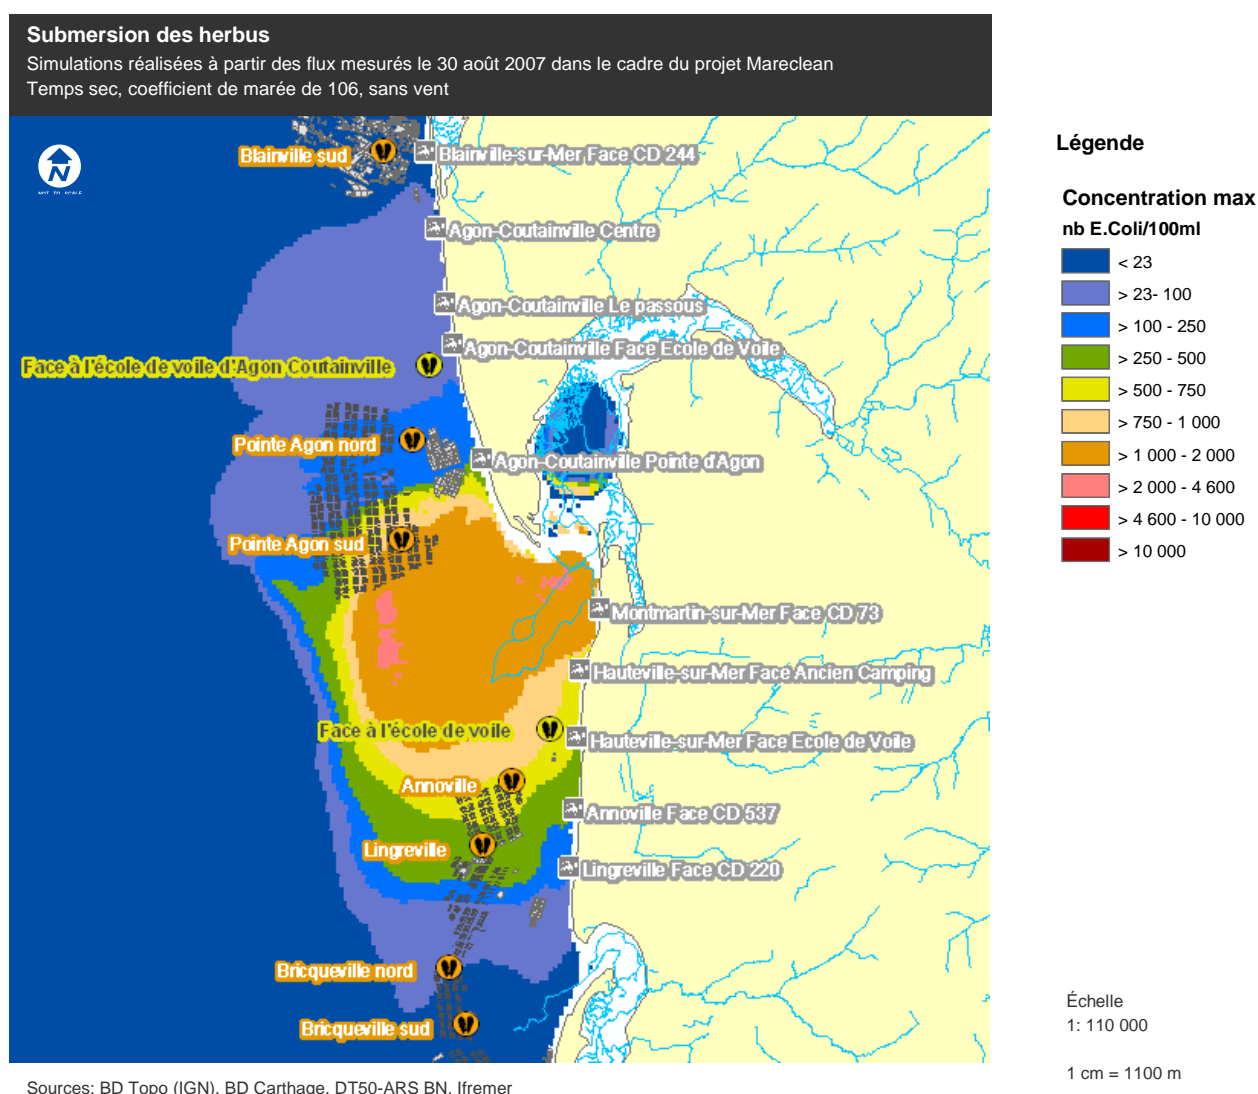 Submersion des herbus
Simulations réalisées à partir des flux mesurés le 30 août 2007 dans le cadre du projet Mareclean
Temps sec, coefficient de marée de 106, sans vent
N
NOT TO SCALE
Blainville sud
Blainville-sur-Mer Face CD 244
Agon-Coutainville Centre
Agon-Coutainville Le passous
Agon-Coutainville Face Ecole de Voile
Face à l'école de voile d'Agon Coutainville
Pointe Agon nord
Agon-Coutainville Pointe d'Agon
Pointe Agon sud
Montmartin-sur-Mer Face CD 73
Hauteville-sur-Mer Face Ancien Camping
Face à l'école de voile
Hauteville-sur-Mer Face Ecole de Voile
Annoville
Annoville Face CD 537
Lingreville
Lingreville Face CD 220
Bricqueville nord
Bricqueville sud
Légende
Concentration max
nb E.Coli/100ml
< 23
> 23- 100
> 100 - 250
> 250 - 500
> 500 - 750
> 750 - 1 000
> 1 000 - 2 000
> 2 000 - 4 600
> 4 600 - 10 000
> 10 000
Échelle
1: 110 000
1 cm = 1100 m
Sources: BD Topo (IGN), BD Carthage, DT50-ARS BN, Ifremer